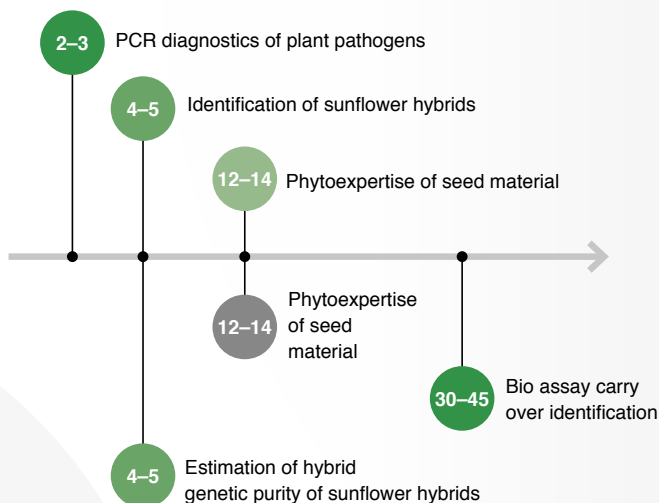 2–3
PCR diagnostics of plant pathogens
4–5
Identification of sunflower hybrids
12–14
Phytoexpertise of seed material
12–14
Phytoexpertise
of seed
material
30–45
Bio assay carry
over identification
4–5
Estimation of hybrid
genetic purity of sunflower hybrids